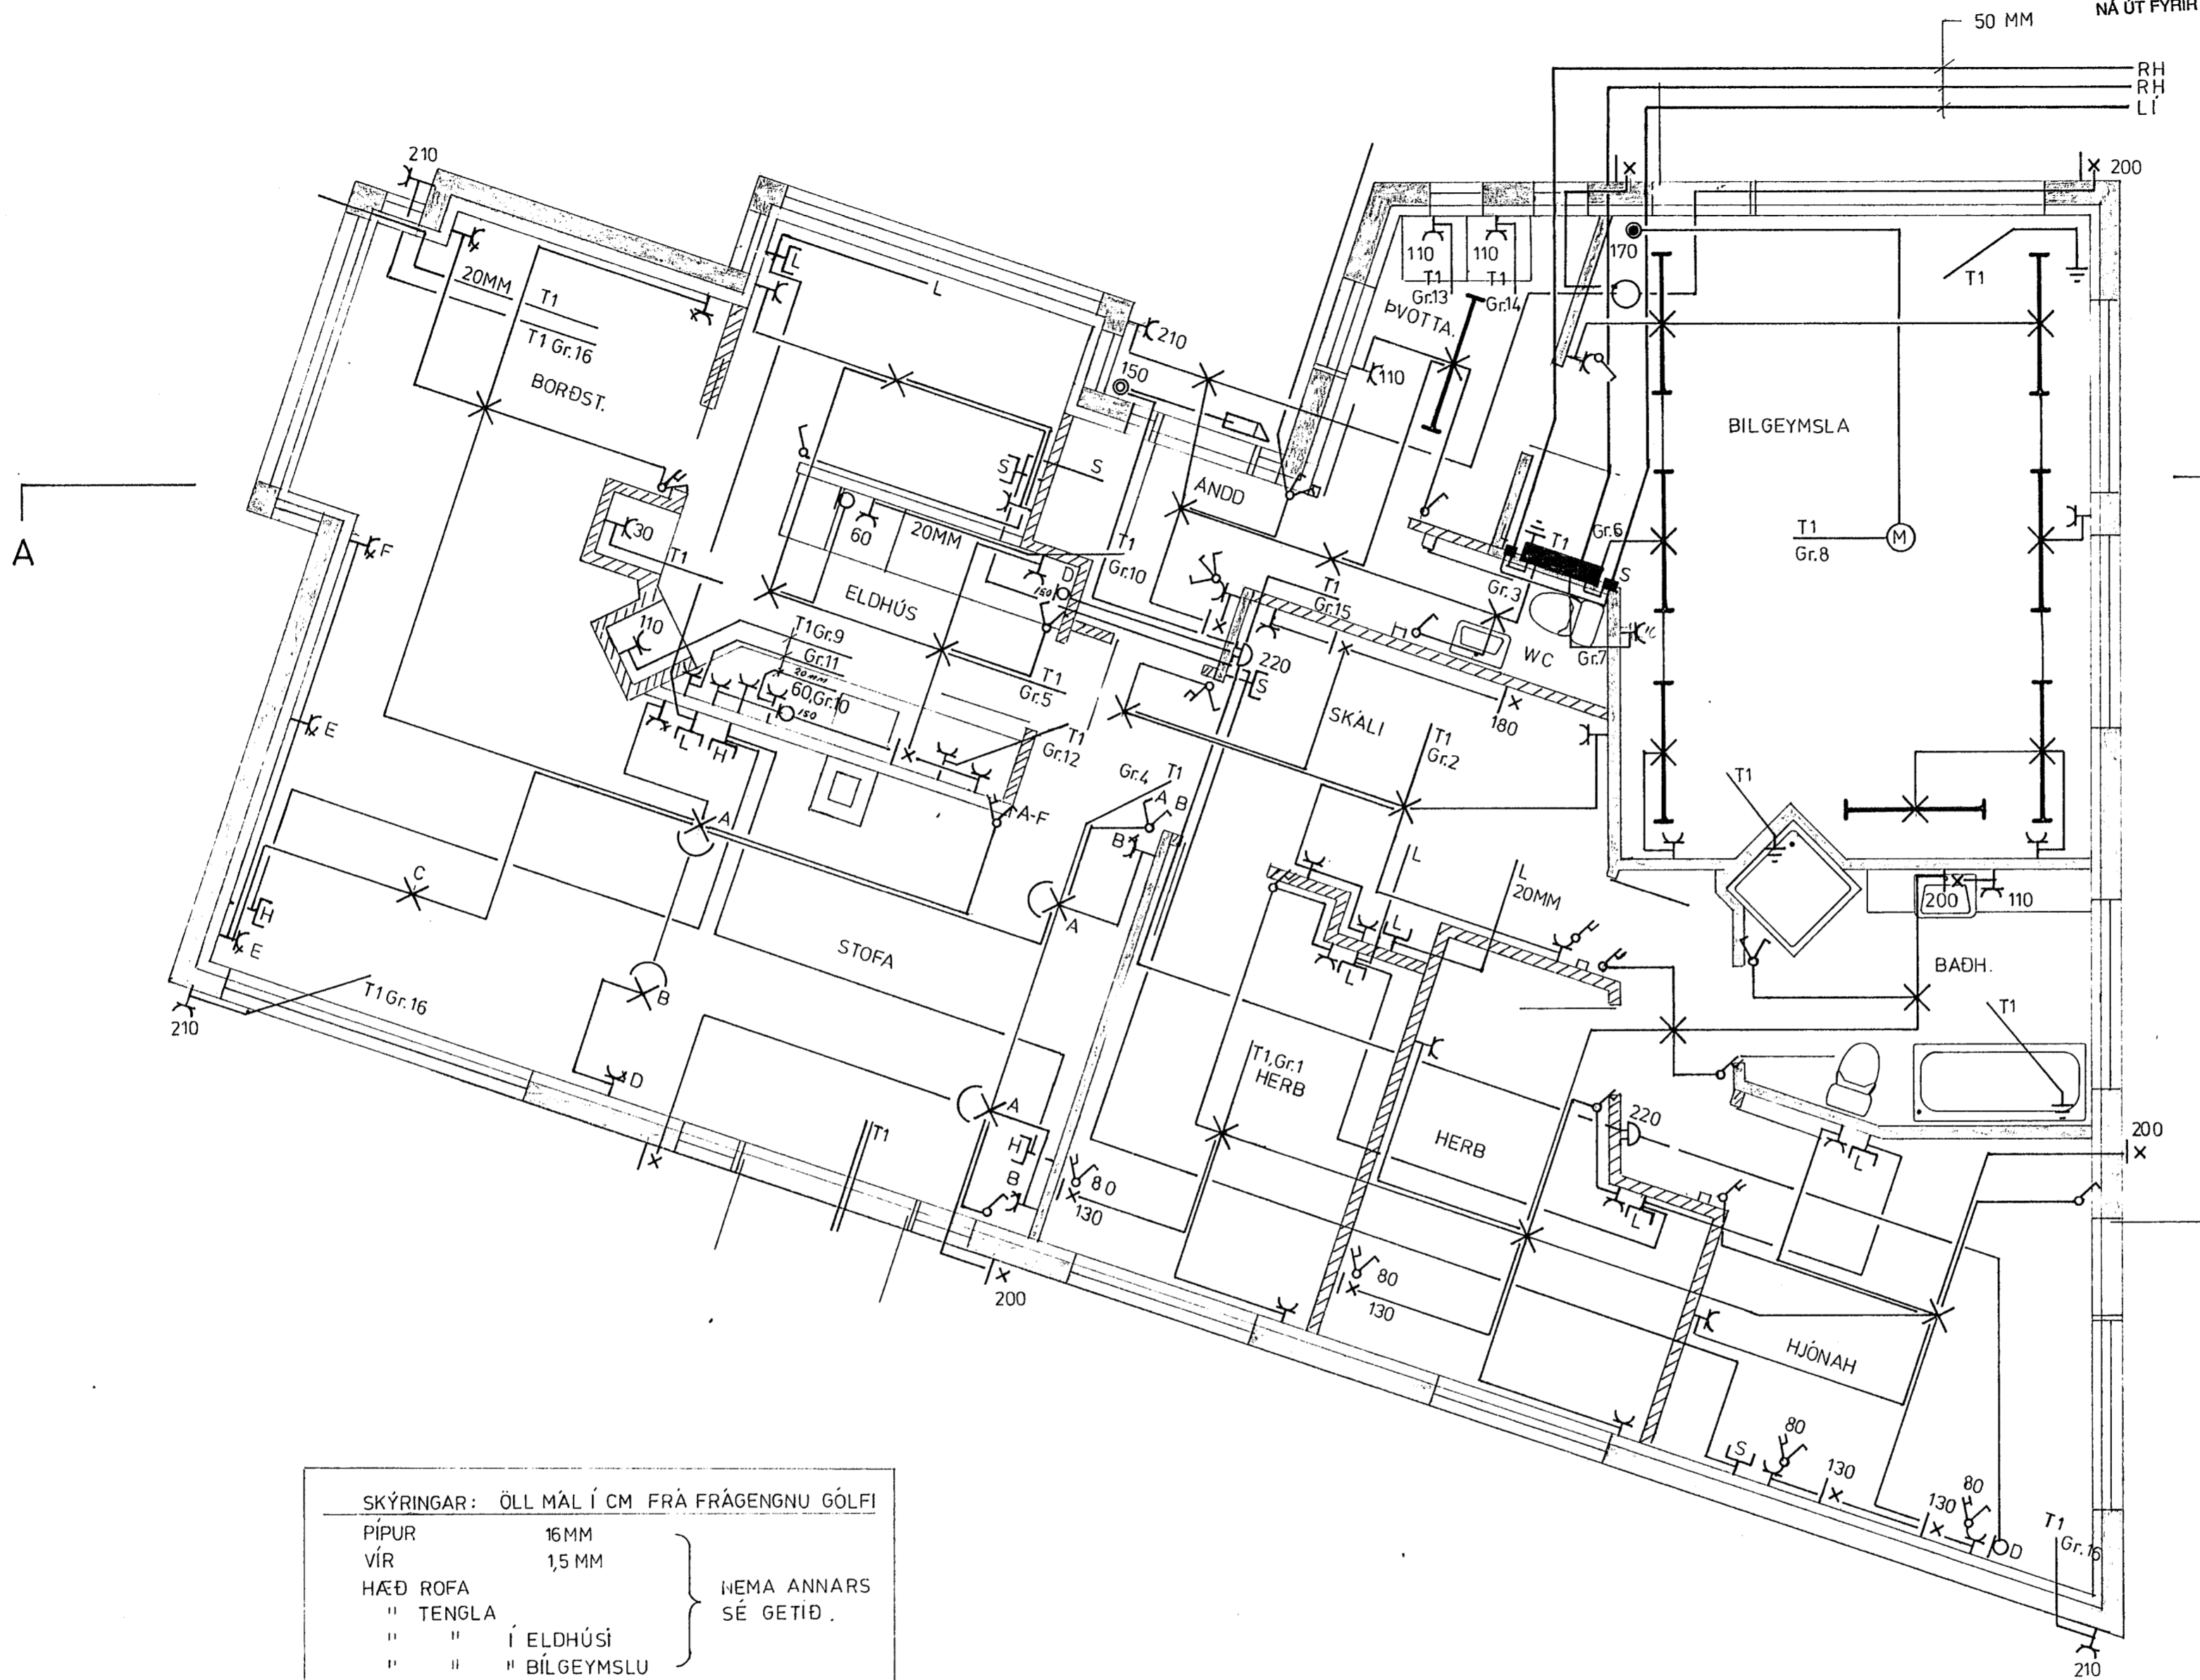 NÁ ÚT FYRIR
50 MM
RH
RH
LÍ
210
200
20MM
T1
T1 Gr.16
BORÐST.
L
L
210
150
110
110
T1
Gr.13
T1
Gr.14
ÞVOTTA.
110
170
T1
BÍLGEYMSLA
T1
Gr.8
M
A
F
30
T1
60
20MM
S
S
ANDD
T1
Gr.10
D
150
ELDHÚS
110
T1 Gr.9
Gr.11
20MM
60,Gr.10
L
150
T1
Gr.5
T1
Gr.12
T1
Gr.15
Gr.3
T1
Gr.6
S
WC
Gr.7
220
S
180
SKÁLI
T1
Gr.2
E
L
H
A
A-F
Gr.4
T1
A B
B
A
C
H
E
T1 Gr.16
210
STOFA
B
D
T1
A
H
B
80
130
200
L
L
20MM
L
L
T1
200
110
BAÐH.
T1
T1,Gr.1
HERB
HERB
220
L
L
200
80
130
HJÓNAH
S
80
130
80
130
D
T1
Gr.16
210
SKÝRINGAR: ÖLL MÁL Í CM FRÁ FRÁGENGNU GÓLFI
PÍPUR 16MM
VÍR 1,5 MM
HÆÐ ROFA NEMA ANNARS
" TENGLA SÉ GETIÐ.
" " Í ELDHÚSI
" " " BÍLGEYMSLU